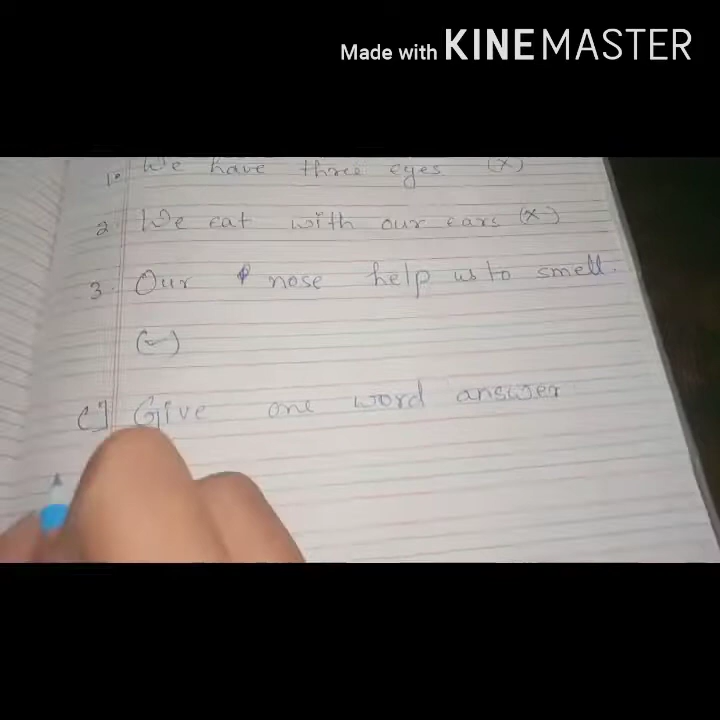 Made with KINEMASTER
1. We have three eyes (x)
2. We eat with our ears (x)
3. Our nose help us to smell.
(✓)
C] Give one word answer